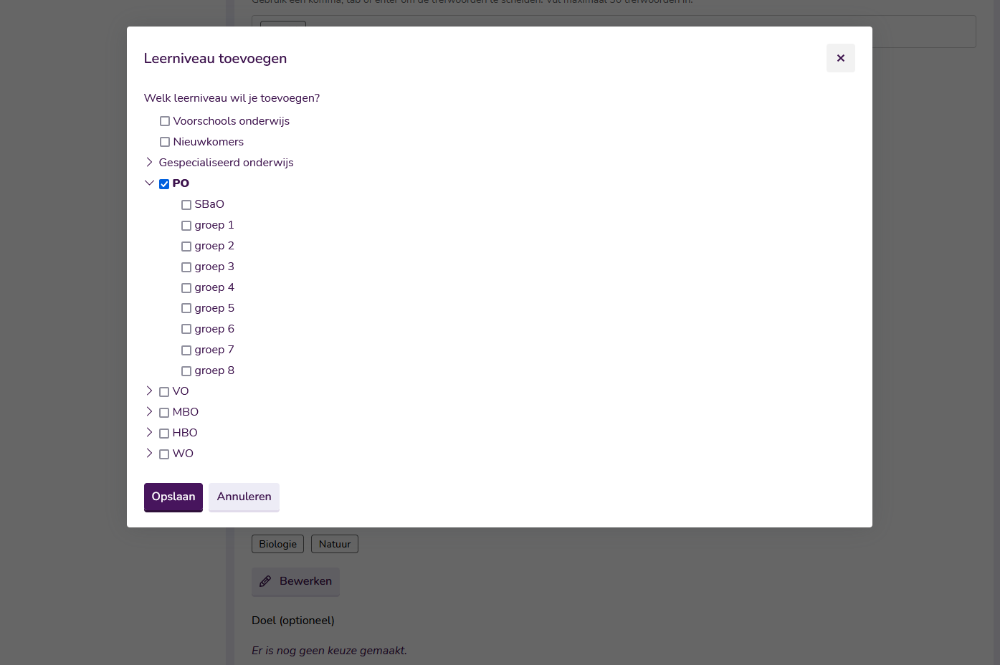 Gebruik een komma, tab of enter om de trefwoorden te scheiden. Vul maximaal 30 trefwoorden in.
Leerniveau toevoegen
Welk leerniveau wil je toevoegen?
Voorschools onderwijs
Nieuwkomers
Gespecialiseerd onderwijs
PO
SBaO
groep 1
groep 2
groep 3
groep 4
groep 5
groep 6
groep 7
groep 8
VO
MBO
HBO
WO
Opslaan Annuleren
Biologie Natuur
Bewerken
Doel (optioneel)
Er is nog geen keuze gemaakt.